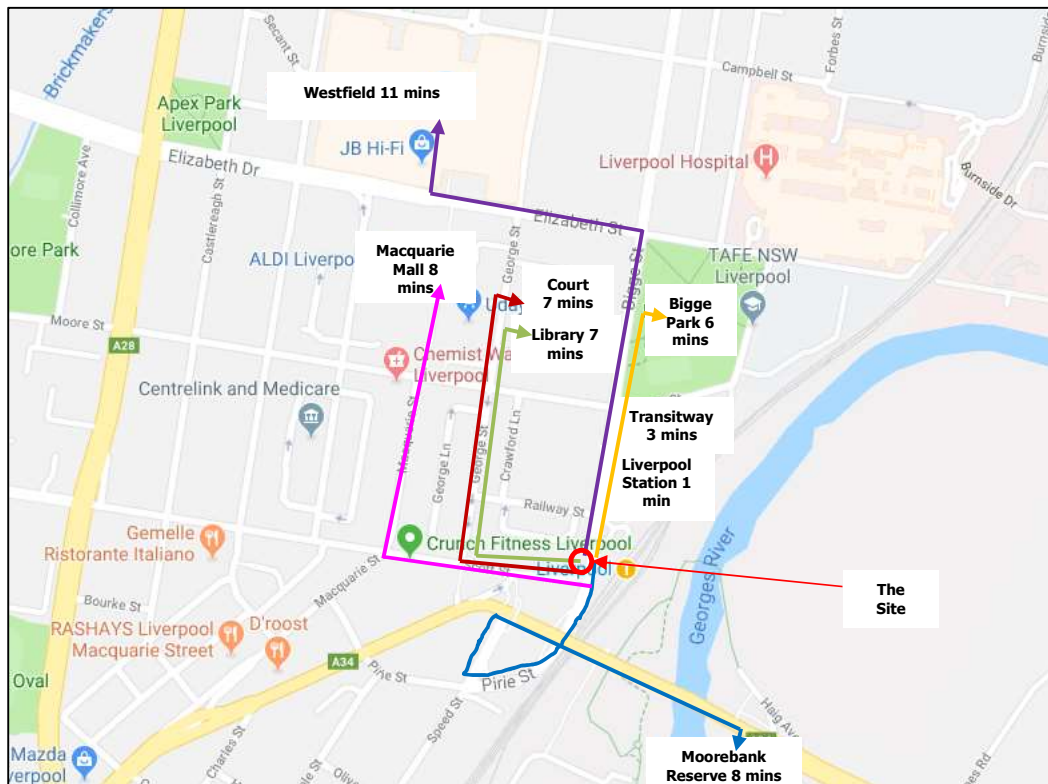 Brickmakers
Secant St
Forbes St
Burnside
Campbell St
Westfield 11 mins
Apex Park
Liverpool
JB Hi-Fi
Liverpool Hospital
Elizabeth Dr
Burnside Dr
Collimore Ave
Castlereagh St
Elizabeth St
ore Park
Macquarie
Mall 8
mins
ALDI Liverpo
George St
Court
7 mins
Bigge St
TAFE NSW
Liverpool
Bigge
Park 6
mins
Uday
Library 7
mins
Moore St
A28
Chemist Wa
Liverpool
Centrelink and Medicare
Macquarie St
George Ln
George St
Crawford Ln
Transitway
3 mins
Liverpool
Station 1
min
Railway St
Gemelle
Ristorante Italiano
Crunch Fitness Liverpool
Liverpool
Georges River
The
Site
Macquarie St
Bourke St
RASHAYS Liverpool
Macquarie Street
D'roost
A34
Pirie St
Pirie St
Speed St
Oval
Haig Av
Charles St
Mazda
verpool
Moorebank
Reserve 8 mins